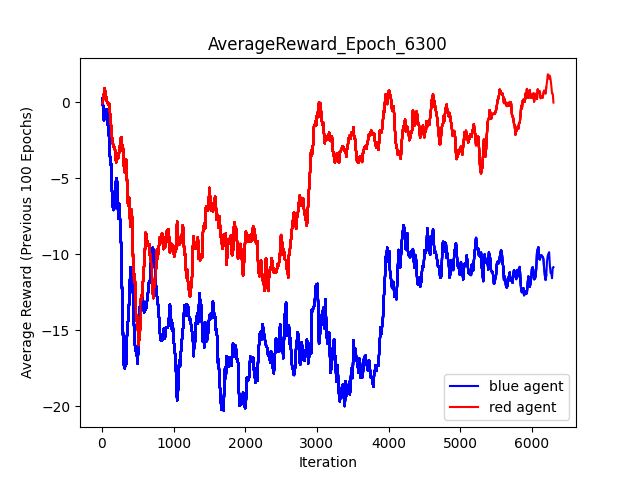 AverageReward_Epoch_6300
Average Reward (Previous 100 Epochs)
0
−5
−10
−15
−20
0 1000 2000 3000 4000 5000 6000
Iteration
blue agent
red agent